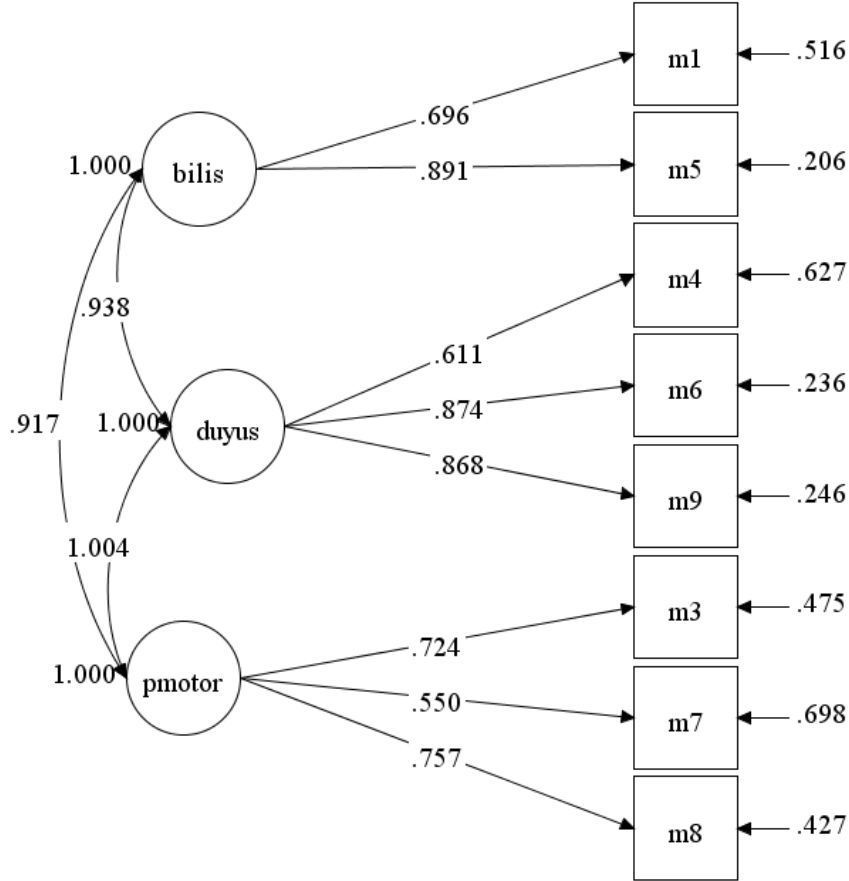 .516
m1
.696
1.000
bilis
.891
m5
.206
.627
m4
.938
.611
.236
m6
.874
.917
1.000
duyus
.868
m9
.246
1.004
.475
m3
.724
1.000
pmotor
.550
m7
.698
.757
m8
.427